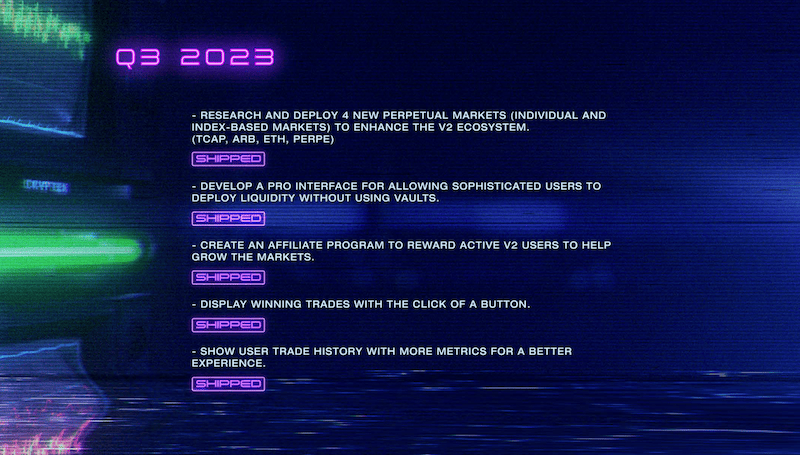 Q3 2023
- RESEARCH AND DEPLOY 4 NEW PERPETUAL MARKETS (INDIVIDUAL AND
INDEX-BASED MARKETS) TO ENHANCE THE V2 ECOSYSTEM.
(TCAP, ARB, ETH, PERPE)
SHIPPED
- DEVELOP A PRO INTERFACE FOR ALLOWING SOPHISTICATED USERS TO
DEPLOY LIQUIDITY WITHOUT USING VAULTS.
SHIPPED
- CREATE AN AFFILIATE PROGRAM TO REWARD ACTIVE V2 USERS TO HELP
GROW THE MARKETS.
SHIPPED
- DISPLAY WINNING TRADES WITH THE CLICK OF A BUTTON.
SHIPPED
- SHOW USER TRADE HISTORY WITH MORE METRICS FOR A BETTER
EXPERIENCE.
SHIPPED